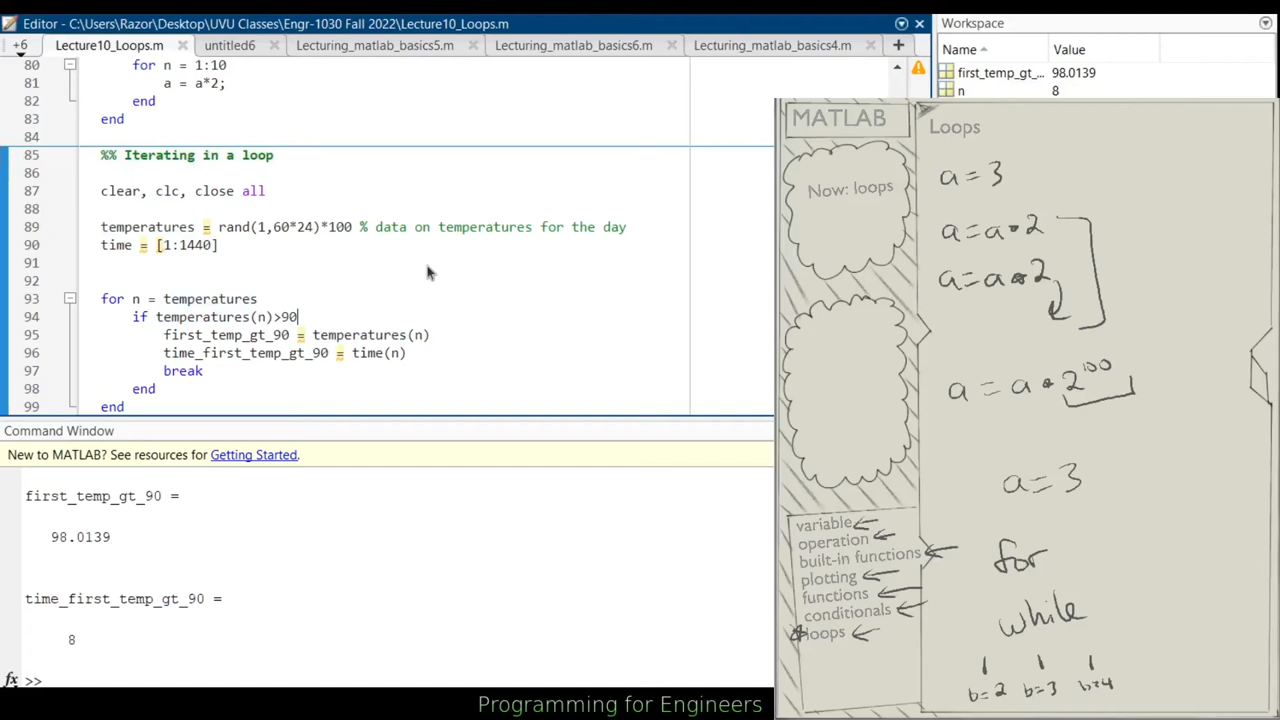 Editor - C:\Users\Razor\Desktop\UVU Classes\Engr-1030 Fall 2022\Lecture10_Loops.m
+6 Lecture10_Loops.m untitled6 Lecturing_matlab_basics5.m Lecturing_matlab_basics6.m Lecturing_matlab_basics4.m
80 for n = 1:10
81 a = a*2;
82 end
83 end
84
85 %% Iterating in a loop
86
87 clear, clc, close all
88
89 temperatures = rand(1,60*24)*100 % data on temperatures for the day
90 time = [1:1440]
91
92
93 for n = temperatures
94 if temperatures(n)>90
95 first_temp_gt_90 = temperatures(n)
96 time_first_temp_gt_90 = time(n)
97 break
98 end
99 end
Command Window
New to MATLAB? See resources for Getting Started.
first_temp_gt_90 =
98.0139
time_first_temp_gt_90 =
8
fx >>
Workspace
Name Value
first_temp_gt_... 98.0139
n 8
MATLAB
Now: loops
variable
operation
built-in functions
plotting
functions
conditionals
loops
Loops
a=3
a=a*2
a=a*2
a=a*2^100
a=3
for
while
b=2 b=3 b=4
Programming for Engineers